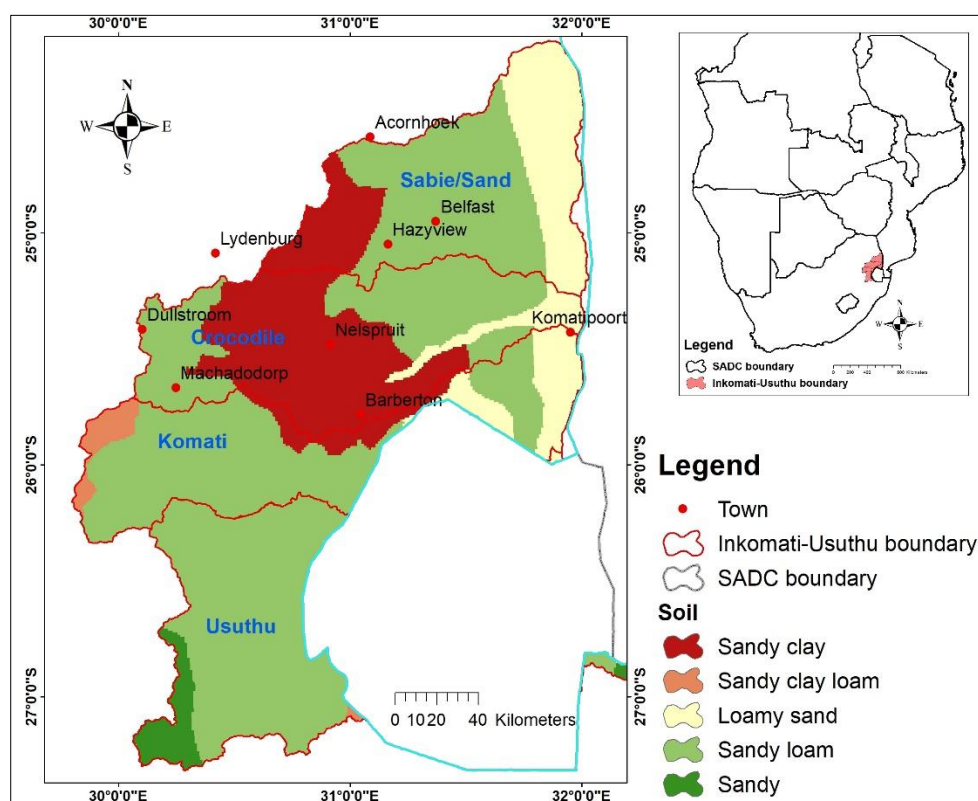 30°0'0"E
31°0'0"E
32°0'0"E
N
W
E
S
Acornhoek
Sabie/Sand
Belfast
Hazyview
Lydenburg
25°0'0"S
25°0'0"S
Dullstroom
Crocodile
Nelspruit
Komatipoort
Machadodorp
Barberton
Komati
26°0'0"S
26°0'0"S
Usuthu
27°0'0"S
27°0'0"S
0 10 20 40 Kilometers
30°0'0"E
31°0'0"E
32°0'0"E
N
W
E
S
Legend
SADC boundary
Inkomati-Usuthu boundary
Legend
Town
Inkomati-Usuthu boundary
SADC boundary
Soil
Sandy clay
Sandy clay loam
Loamy sand
Sandy loam
Sandy